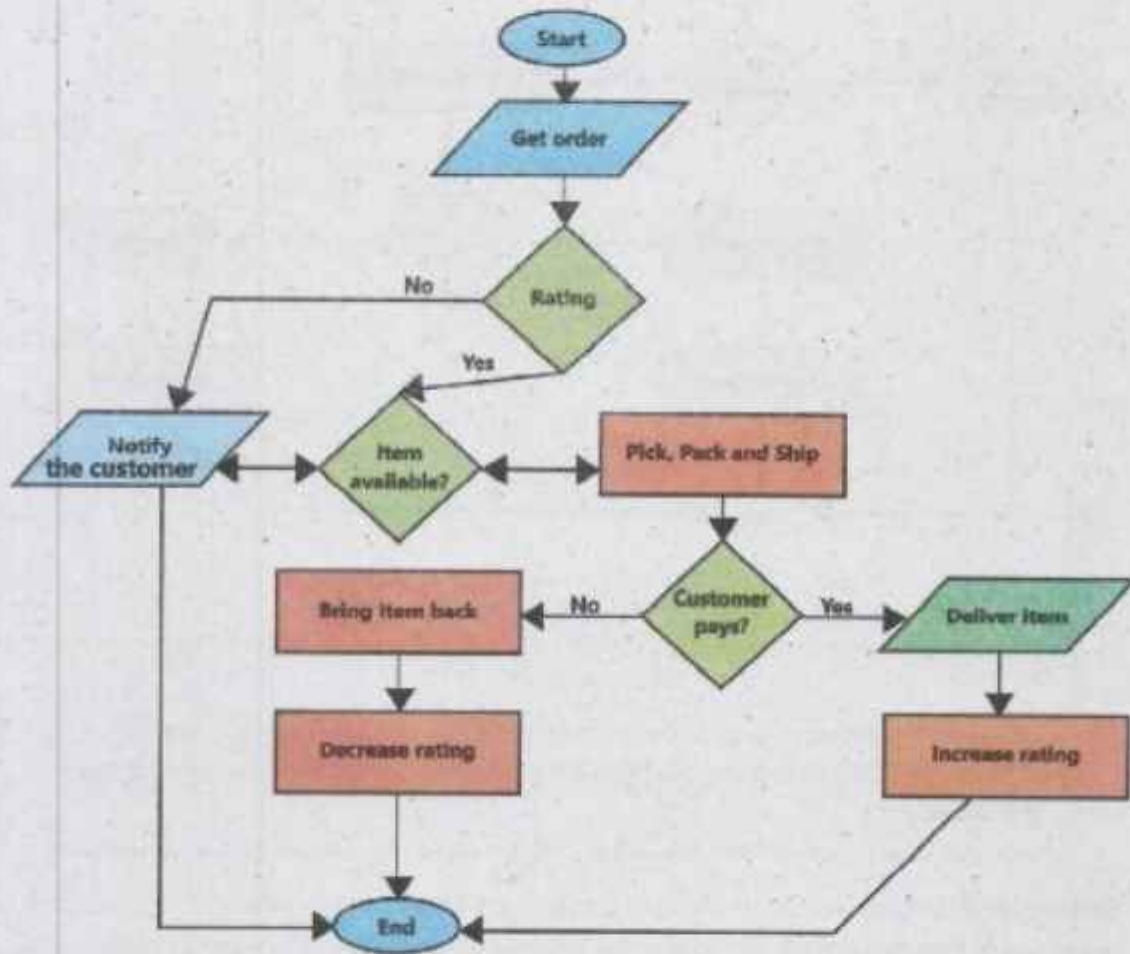 Start
Get order
No
Rating
Yes
Notify
the customer
Item
available?
Pick, Pack and Ship
Bring item back
No
Customer
pays?
Yes
Deliver item
Decrease rating
Increase rating
End